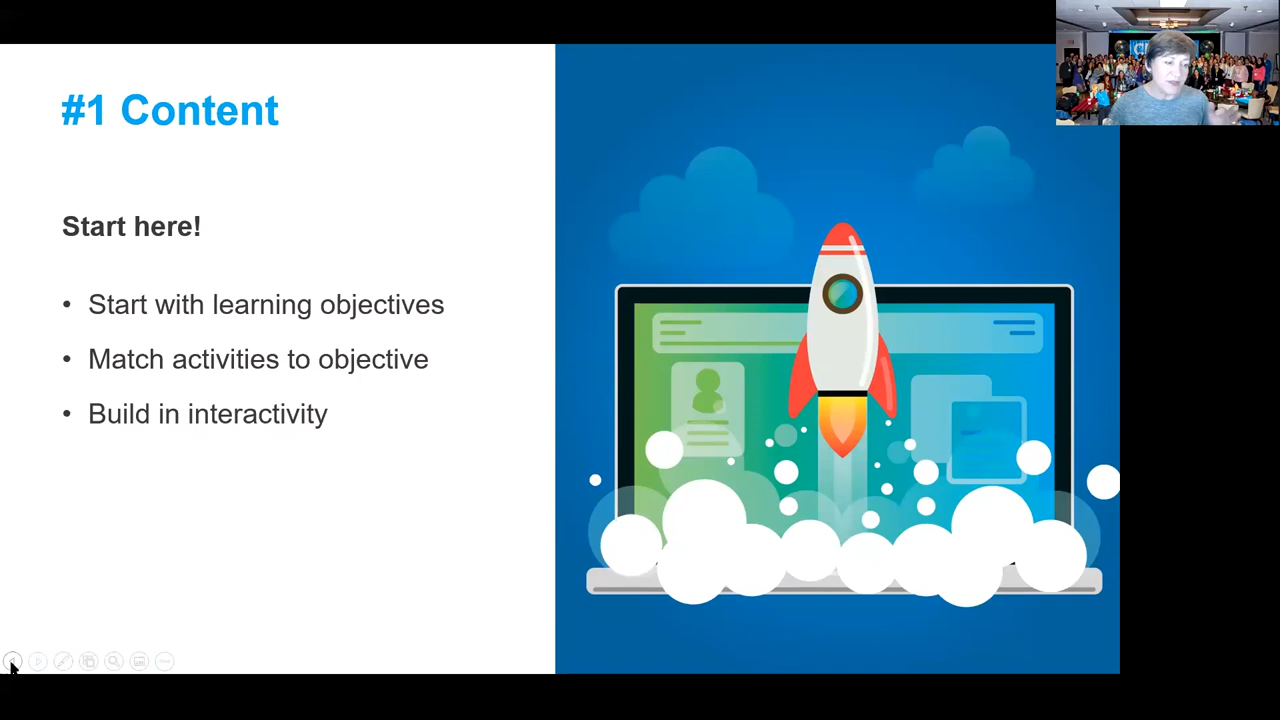 #1 Content
Start here!
• Start with learning objectives
• Match activities to objective
• Build in interactivity